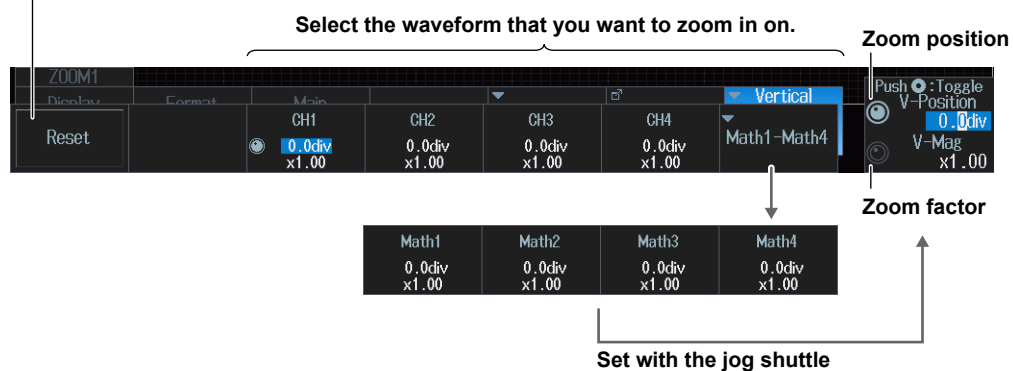 Select the waveform that you want to zoom in on.
Zoom position
ZOOM1
Display Format Main Vertical
Reset
CH1 CH2 CH3 CH4 Math1-Math4
0.0div 0.0div 0.0div 0.0div
x1.00 x1.00 x1.00 x1.00
Push :Toggle
V-Position
0.0div
V-Mag
x1.00
Zoom factor
Math1 Math2 Math3 Math4
0.0div 0.0div 0.0div 0.0div
x1.00 x1.00 x1.00 x1.00
Set with the jog shuttle